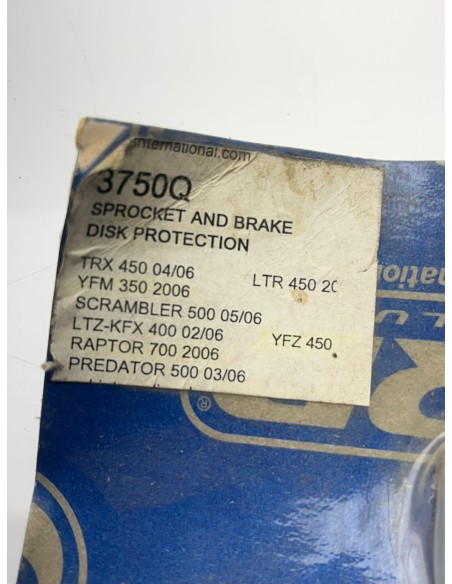 international.com
3750Q
SPROCKET AND BRAKE
DISK PROTECTION
TRX 450 04/06 LTR 450 20
YFM 350 2006
SCRAMBLER 500 05/06
LTZ-KFX 400 02/06 YFZ 450
RAPTOR 700 2006
PREDATOR 500 03/06
®